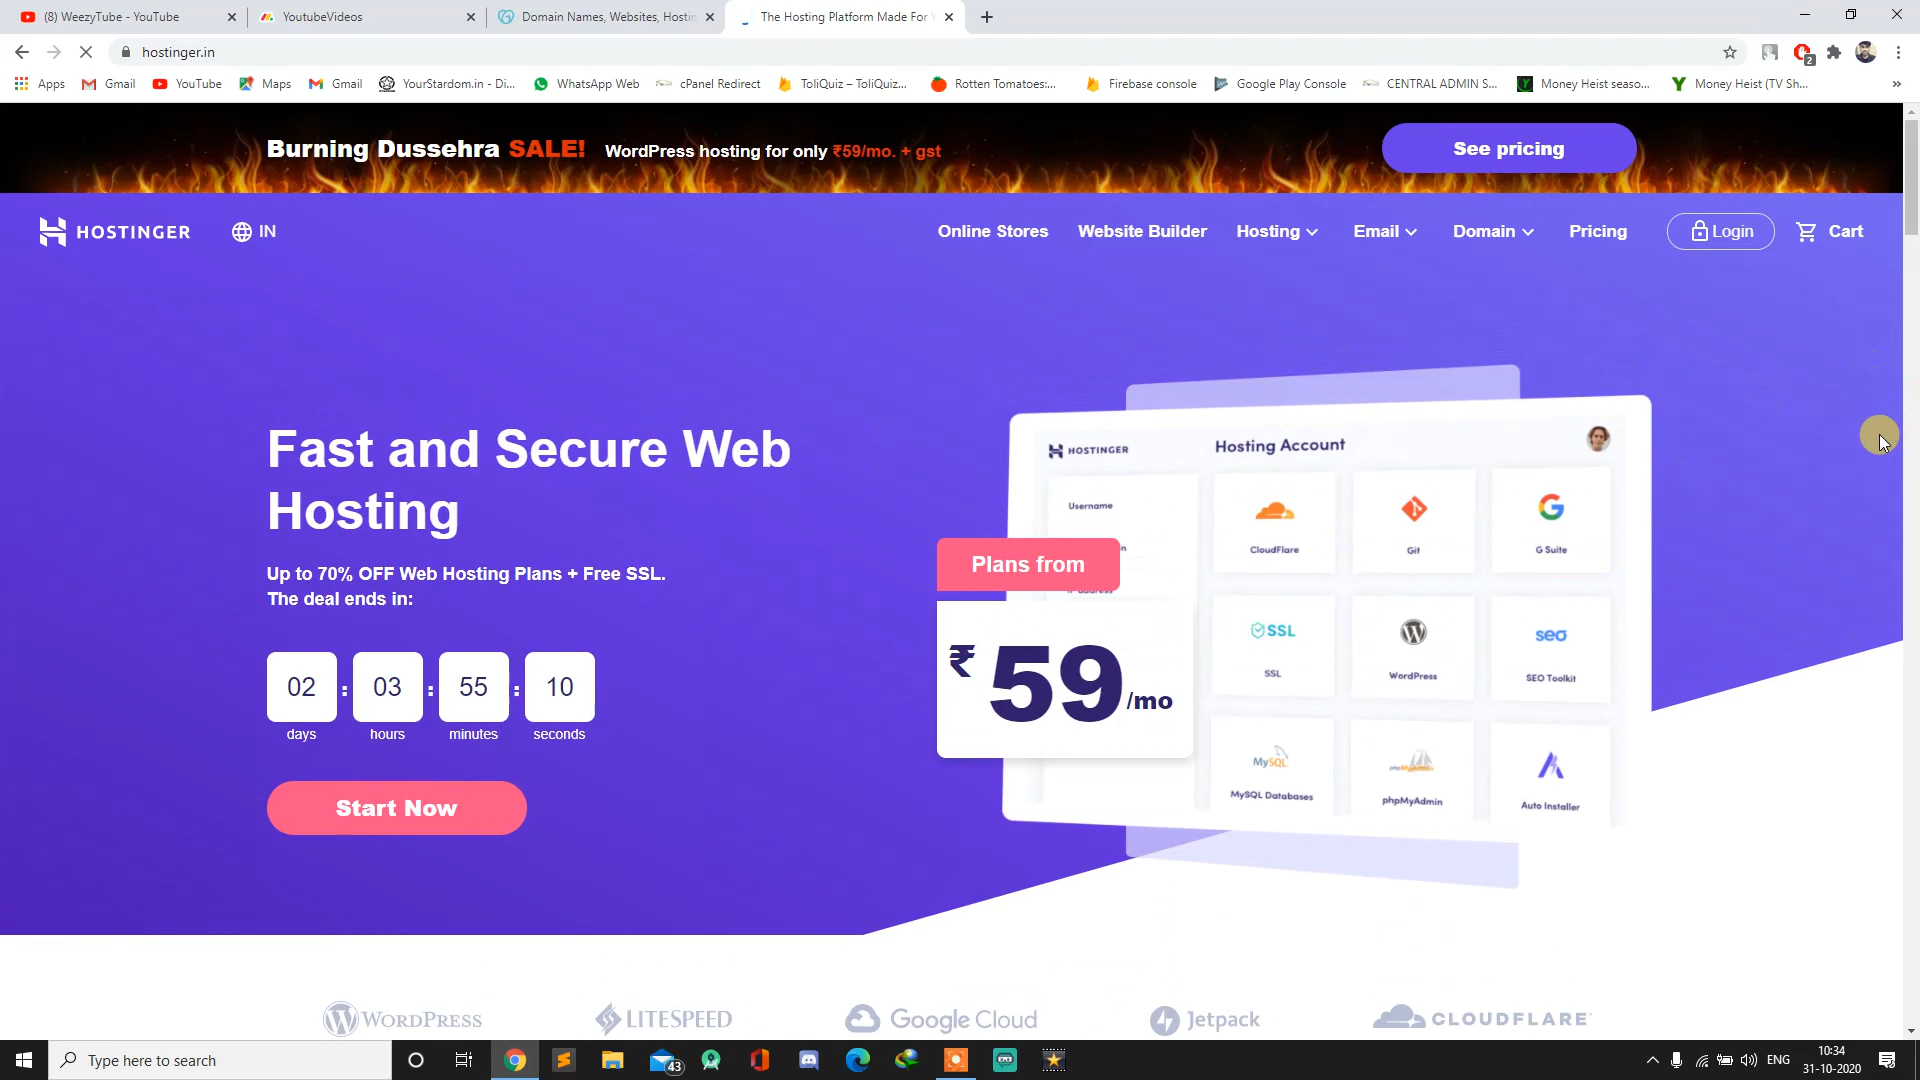 (8) WeezyTube - YouTube
YoutubeVideos
Domain Names, Websites, Hostin
The Hosting Platform Made For Y
hostinger.in
2
Apps
Gmail
YouTube
Maps
Gmail
YourStardom.in - Di...
WhatsApp Web
cPanel Redirect
ToliQuiz – ToliQuiz...
Rotten Tomatoes:...
Firebase console
Google Play Console
CENTRAL ADMIN S...
Money Heist seaso...
Money Heist (TV Sh...
»
Burning Dussehra SALE! WordPress hosting for only ₹59/mo. + gst
See pricing
HOSTINGER
IN
Online Stores
Website Builder
Hosting
Email
Domain
Pricing
Login
Cart
Fast and Secure Web
Hosting
Up to 70% OFF Web Hosting Plans + Free SSL.
The deal ends in:
02 : 03 : 55 : 10
days hours minutes seconds
Start Now
HOSTINGER
Hosting Account
Username
CloudFlare
Git
G Suite
Plans from
₹ 59 /mo
SSL
SSL
WordPress
seo
SEO Toolkit
MySQL
MySQL Databases
phpMyAdmin
phpMyAdmin
Auto Installer
WORDPRESS
LITESPEED
Google Cloud
Jetpack
CLOUDFLARE
Type here to search
43
ENG
10:34
31-10-2020